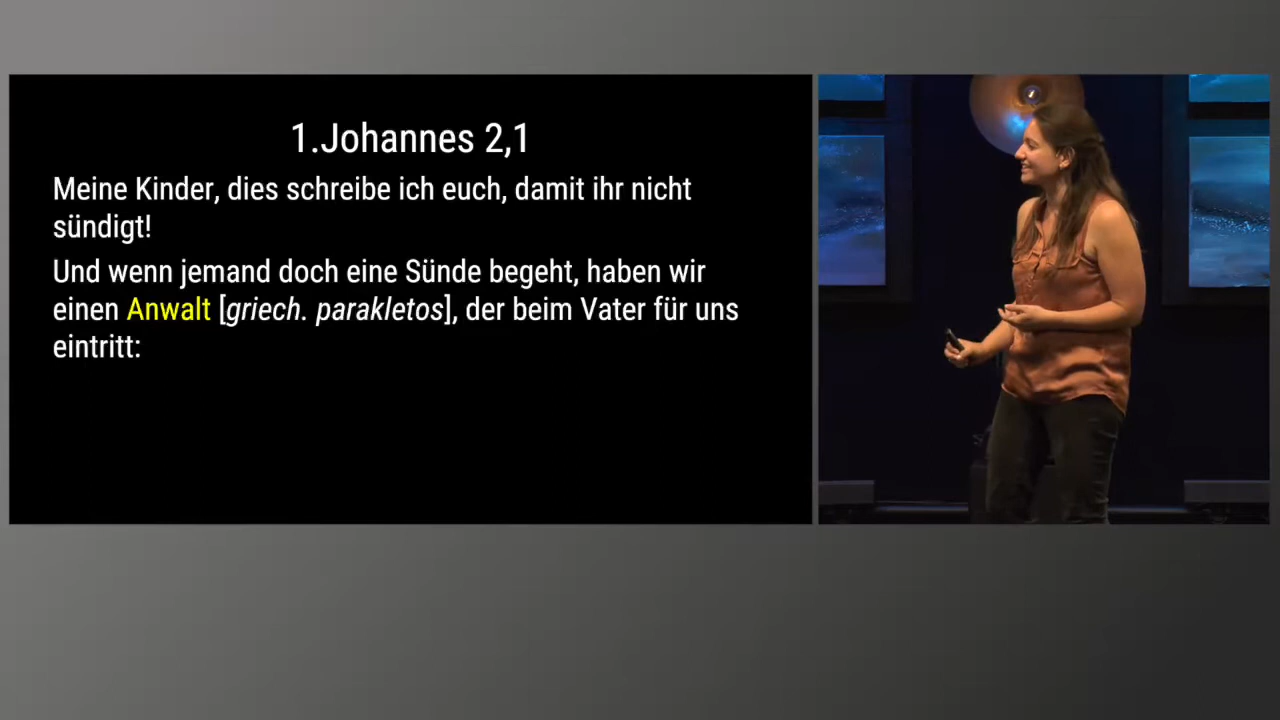 1.Johannes 2,1
Meine Kinder, dies schreibe ich euch, damit ihr nicht
sündigt!
Und wenn jemand doch eine Sünde begeht, haben wir
einen Anwalt [griech. parakletos], der beim Vater für uns
eintritt: